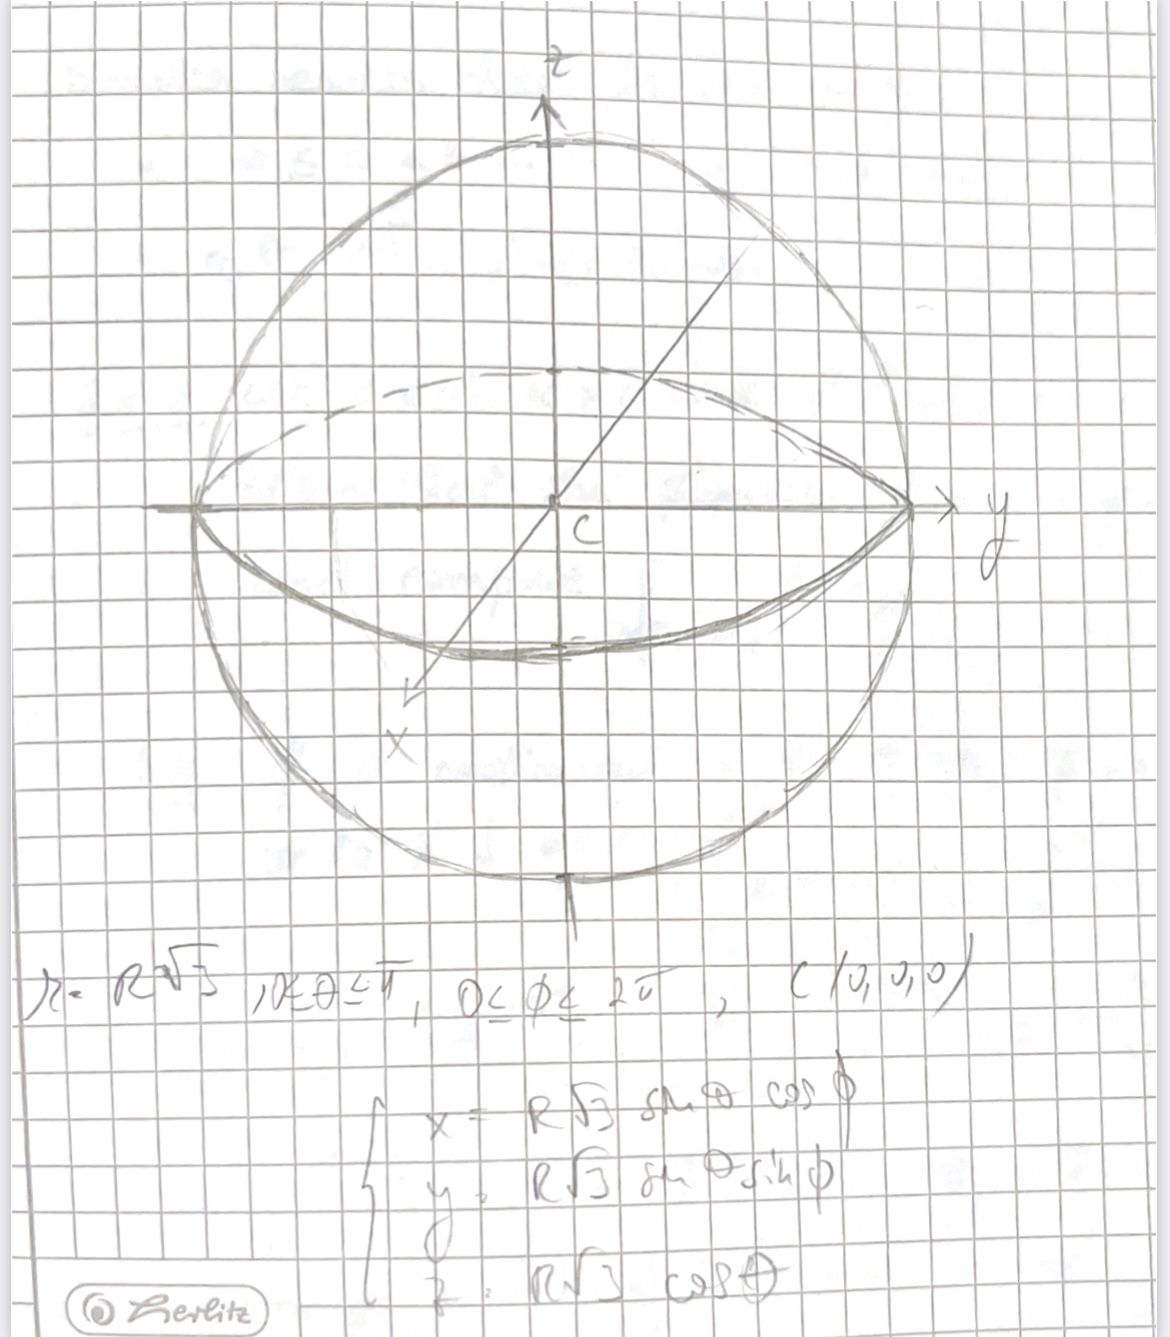 z
y
C
x
r = R√3 , 0 ≤ θ ≤ π , 0 ≤ ϕ ≤ 2π , C (0, 0, 0)
x = R√3 sin θ cos ϕ
y = R√3 sin θ sin ϕ
z = R√3 cos θ
Herlitz